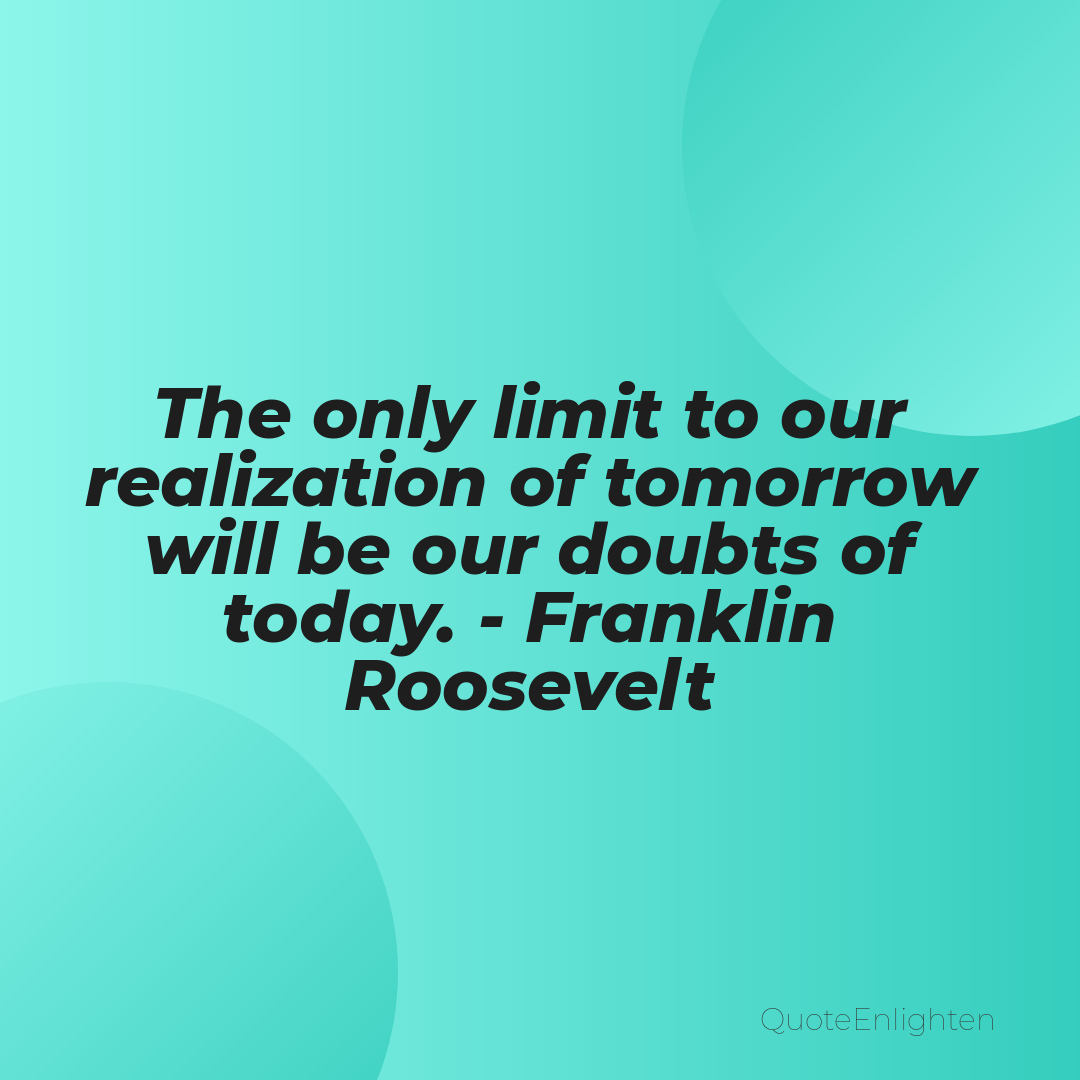 The only limit to our
realization of tomorrow
will be our doubts of
today. - Franklin
Roosevelt
QuoteEnlighten